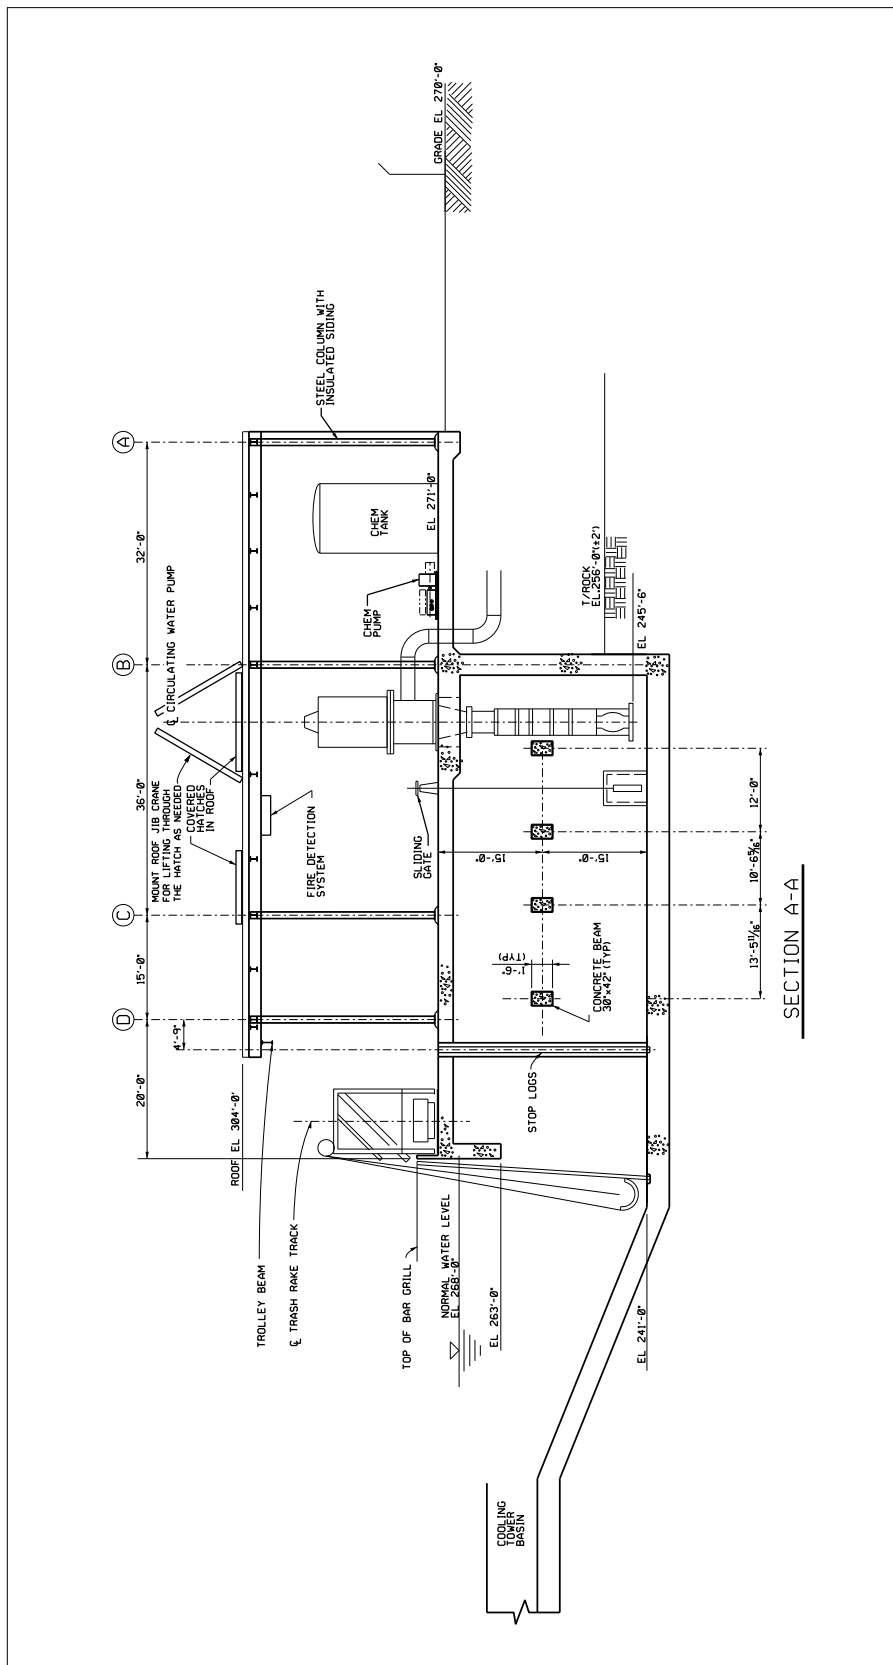 A
B
C
D
32'-0"
36'-0"
15'-0"
20'-0"
4'-9"
℄ CIRCULATING WATER PUMP
MOUNT ROOF JIB CRANE
FOR LIFTING THROUGH
THE HATCH AS NEEDED
COVERED
HATCHES
IN ROOF
ROOF EL 304'-0'
STEEL COLUMN WITH
INSULATED SIDING
GRADE EL 270'-0"
FIRE DETECTION
SYSTEM
CHEM
TANK
EL 271'-0"
CHEM
PUMP
TROLLEY BEAM
℄ TRASH RAKE TRACK
TOP OF BAR GRILL
SLIDING
GATE
NORMAL WATER LEVEL
EL 268'-0"
EL 263'-0"
15'-0"
15'-0"
1'-6"
(TYP)
CONCRETE BEAM
30"x42" (TYP)
STOP LOGS
T/ROCK
EL.256'-0"(±2')
EL 245'-6"
EL 241'-0"
COOLING
TOWER
BASIN
12'-0"
10'-6 5/16"
13'-5 11/16"
SECTION A-A